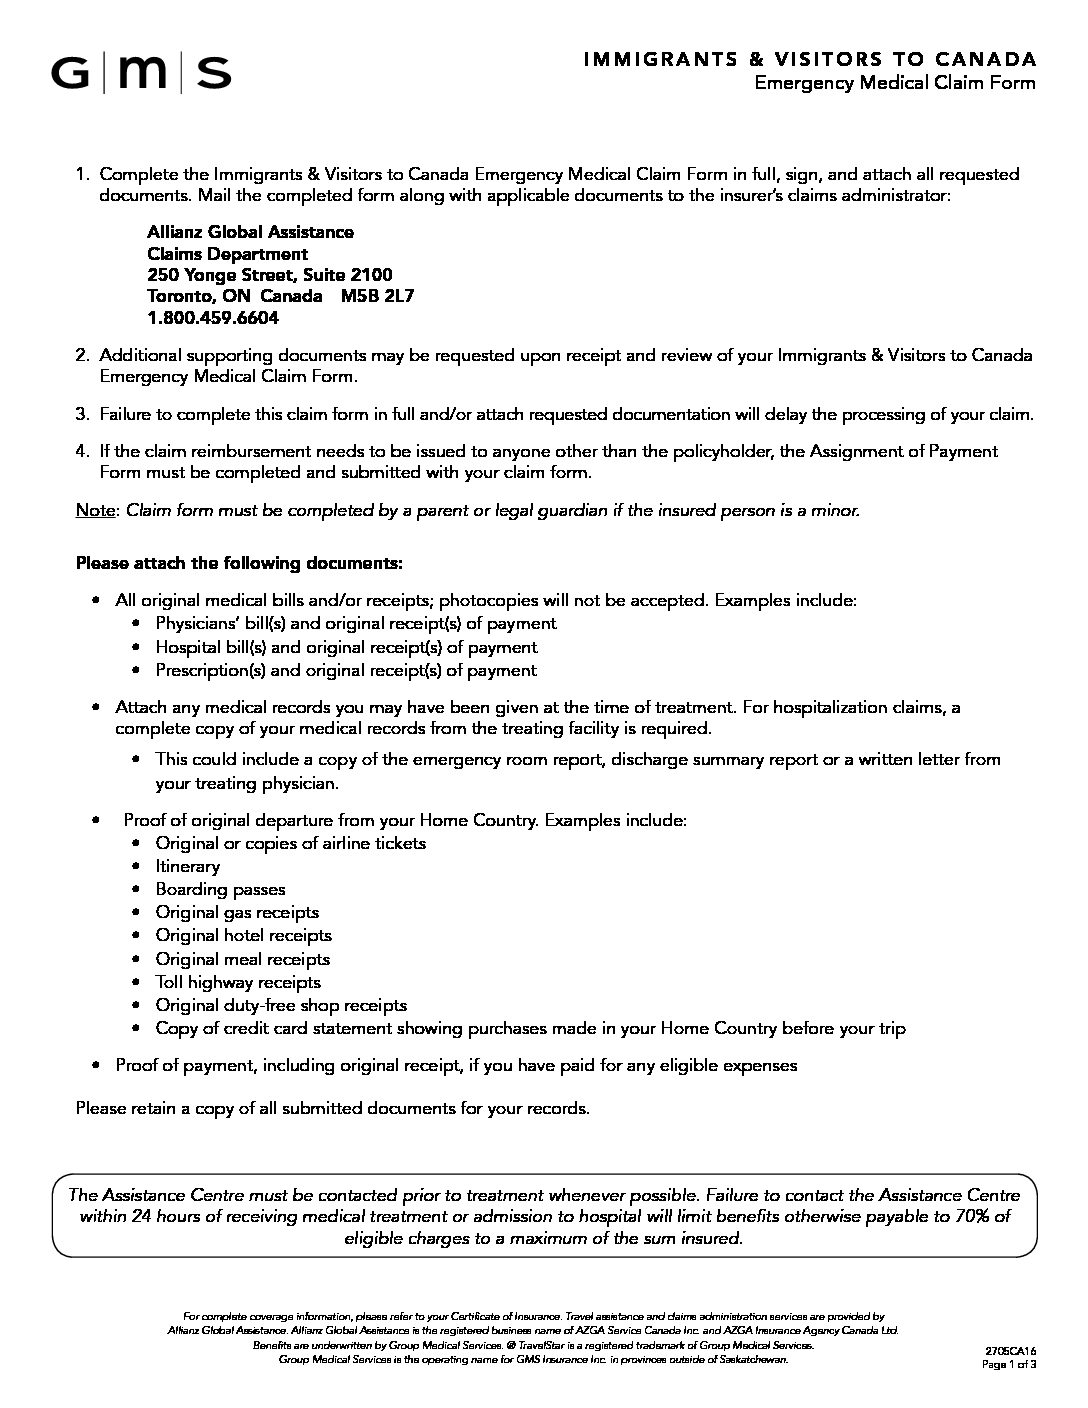 G|m|S
IMMIGRANTS & VISITORS TO CANADA
Emergency Medical Claim Form
1. Complete the Immigrants & Visitors to Canada Emergency Medical Claim Form in full, sign, and attach all requested
documents. Mail the completed form along with applicable documents to the insurer's claims administrator:
Allianz Global Assistance
Claims Department
250 Yonge Street, Suite 2100
Toronto, ON Canada M5B 2L7
1.800.459.6604
2. Additional supporting documents may be requested upon receipt and review of your Immigrants & Visitors to Canada
Emergency Medical Claim Form.
3. Failure to complete this claim form in full and/or attach requested documentation will delay the processing of your claim.
4. If the claim reimbursement needs to be issued to anyone other than the policyholder, the Assignment of Payment
Form must be completed and submitted with your claim form.
Note: Claim form must be completed by a parent or legal guardian if the insured person is a minor.
Please attach the following documents:
• All original medical bills and/or receipts; photocopies will not be accepted. Examples include:
• Physicians' bill(s) and original receipt(s) of payment
• Hospital bill(s) and original receipt(s) of payment
• Prescription(s) and original receipt(s) of payment
• Attach any medical records you may have been given at the time of treatment. For hospitalization claims, a
complete copy of your medical records from the treating facility is required.
• This could include a copy of the emergency room report, discharge summary report or a written letter from
your treating physician.
• Proof of original departure from your Home Country. Examples include:
• Original or copies of airline tickets
• Itinerary
• Boarding passes
• Original gas receipts
• Original hotel receipts
• Original meal receipts
• Toll highway receipts
• Original duty-free shop receipts
• Copy of credit card statement showing purchases made in your Home Country before your trip
• Proof of payment, including original receipt, if you have paid for any eligible expenses
Please retain a copy of all submitted documents for your records.
The Assistance Centre must be contacted prior to treatment whenever possible. Failure to contact the Assistance Centre
within 24 hours of receiving medical treatment or admission to hospital will limit benefits otherwise payable to 70% of
eligible charges to a maximum of the sum insured.
For complete coverage information, please refer to your Certificate of Insurance. Travel assistance and claims administration services are provided by
Allianz Global Assistance. Allianz Global Assistance is the registered business name of AZGA Service Canada Inc. and AZGA Insurance Agency Canada Ltd.
Benefits are underwritten by Group Medical Services. ® TravelStar is a registered trademark of Group Medical Services.
Group Medical Services is the operating name for GMS Insurance Inc. in provinces outside of Saskatchewan.
2705CA16
Page 1 of 3